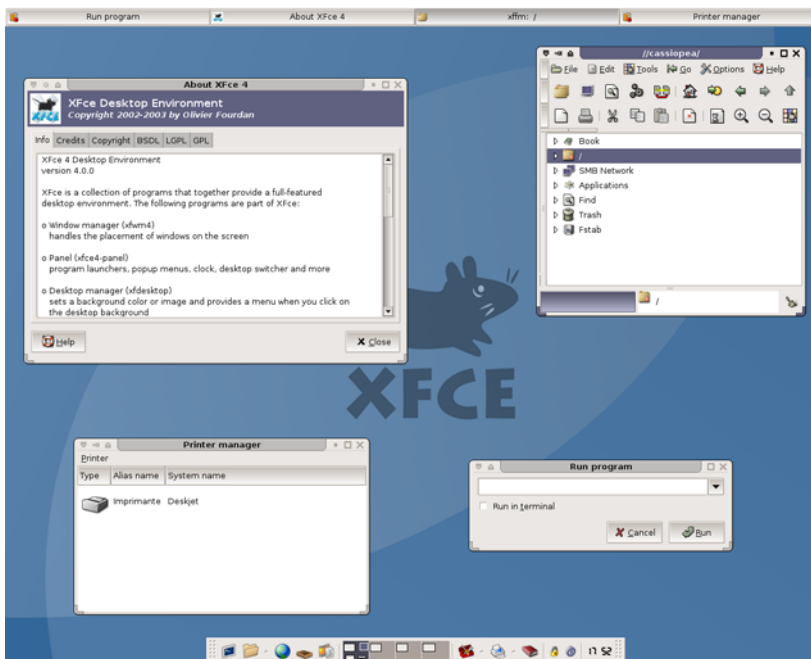 Run program
About XFce 4
xffm: /
Printer manager
About XFce 4
XFce Desktop Environment
Copyright 2002-2003 by Olivier Fourdan
XFCE
Info Credits Copyright BSDL LGPL GPL
XFce 4 Desktop Environment
version 4.0.0
XFce is a collection of programs that together provide a full-featured
desktop environment. The following programs are part of XFce:
o Window manager (xfwm4)
handles the placement of windows on the screen
o Panel (xfce4-panel)
program launchers, popup menus, clock, desktop switcher and more
o Desktop manager (xfdesktop)
sets a background color or image and provides a menu when you click on
the desktop background
Help
Close
//cassiopea/
File Edit Tools Go Options Help
Book
/
SMB Network
Applications
Find
Trash
Fstab
/
XFCE
Printer manager
Printer
Type Alias name System name
Imprimante Deskjet
Run program
Run in terminal
Cancel
Run
17 52